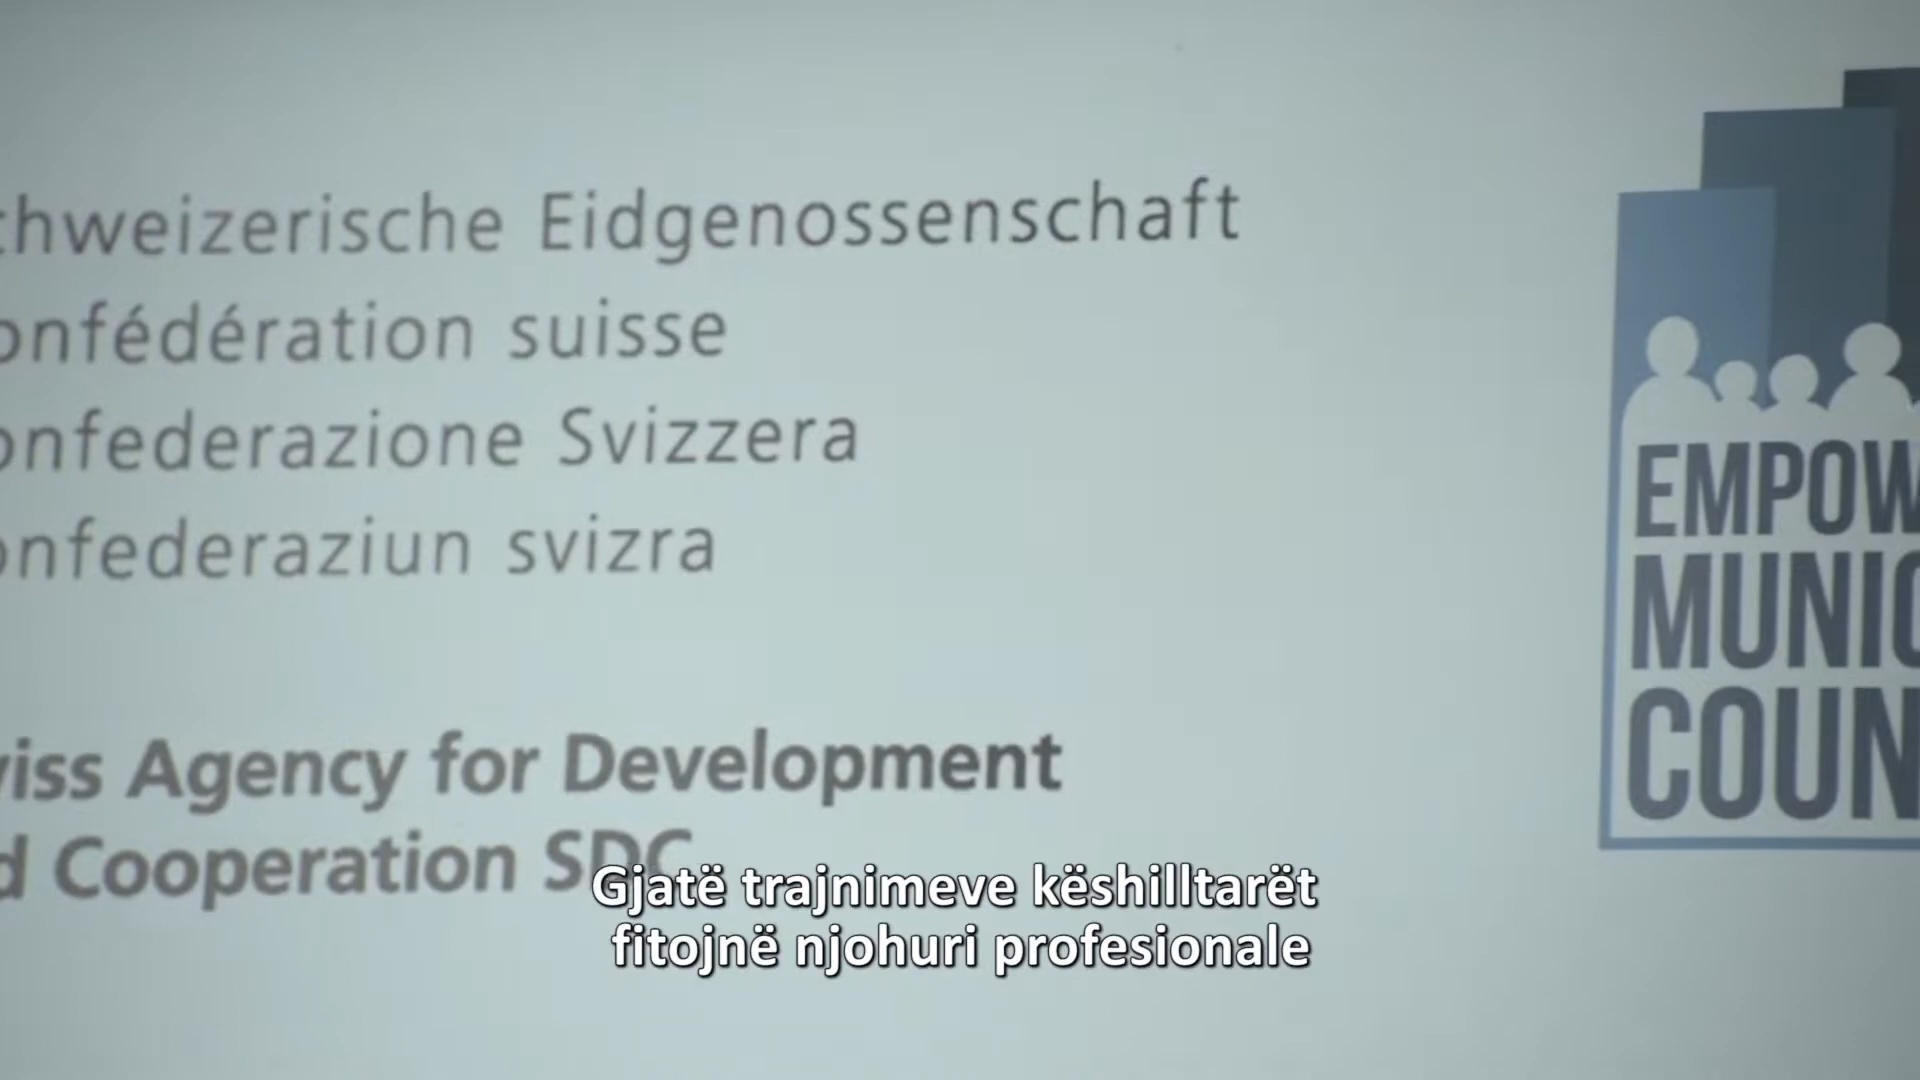 chweizerische Eidgenossenschaft
onfédération suisse
onfederazione Svizzera
onfederaziun svizra
wiss Agency for Development
d Cooperation SDC
EMPOW
MUNIC
COUN
Gjatë trajnimeve këshilltarët
fitojnë njohuri profesionale